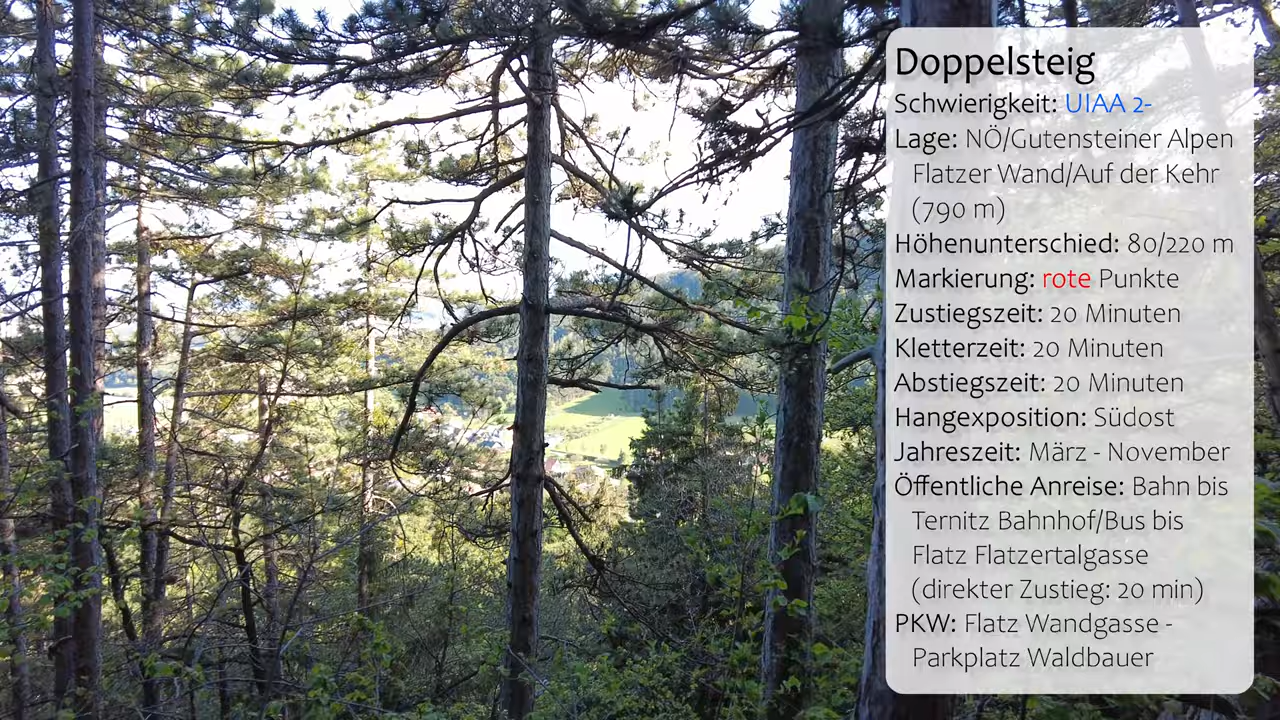 Doppelsteig
Schwierigkeit: UIAA 2-
Lage: NÖ/Gutensteiner Alpen
Flatzer Wand/Auf der Kehr
(790 m)
Höhenunterschied: 80/220 m
Markierung: rote Punkte
Zustiegszeit: 20 Minuten
Kletterzeit: 20 Minuten
Abstiegszeit: 20 Minuten
Hangexposition: Südost
Jahreszeit: März - November
Öffentliche Anreise: Bahn bis
Ternitz Bahnhof/Bus bis
Flatz Flatzertalgasse
(direkter Zustieg: 20 min)
PKW: Flatz Wandgasse -
Parkplatz Waldbauer